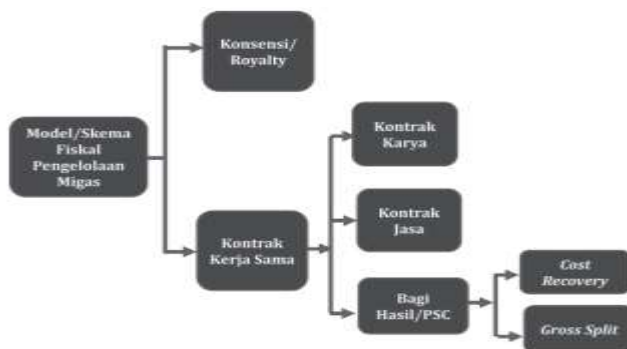 Konsensi/
Royalty
Model/Skema
Fiskal
Pengelolaan
Migas
Kontrak
Karya
Kontrak
Jasa
Kontrak
Kerja Sama
Bagi
Hasil/PSC
Cost
Recovery
Gross Split